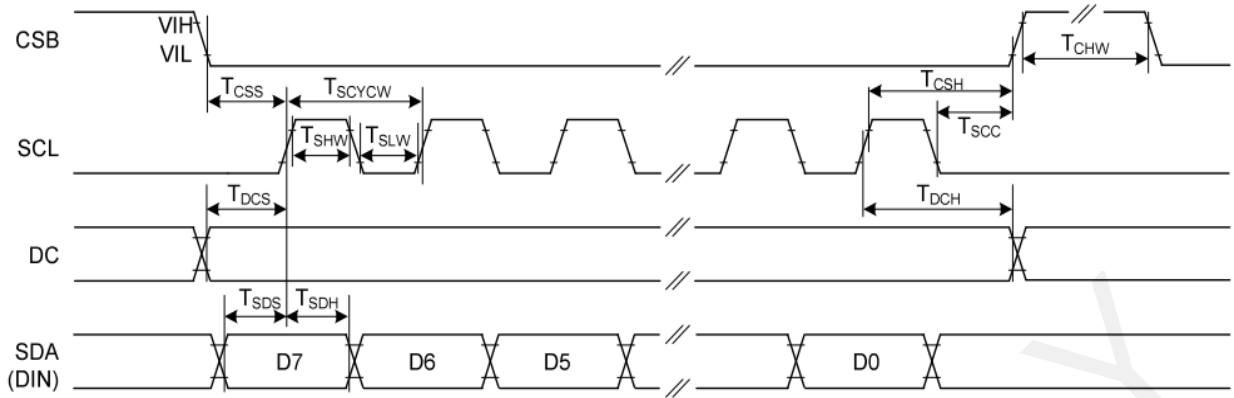 CSB
VIH
VIL
TCHW
TCSS
TSCYCW
TCSH
TSCC
SCL
TSHW
TSLW
TDCS
TDCH
DC
TSDS
TSDH
SDA
(DIN)
D7
D6
D5
D0